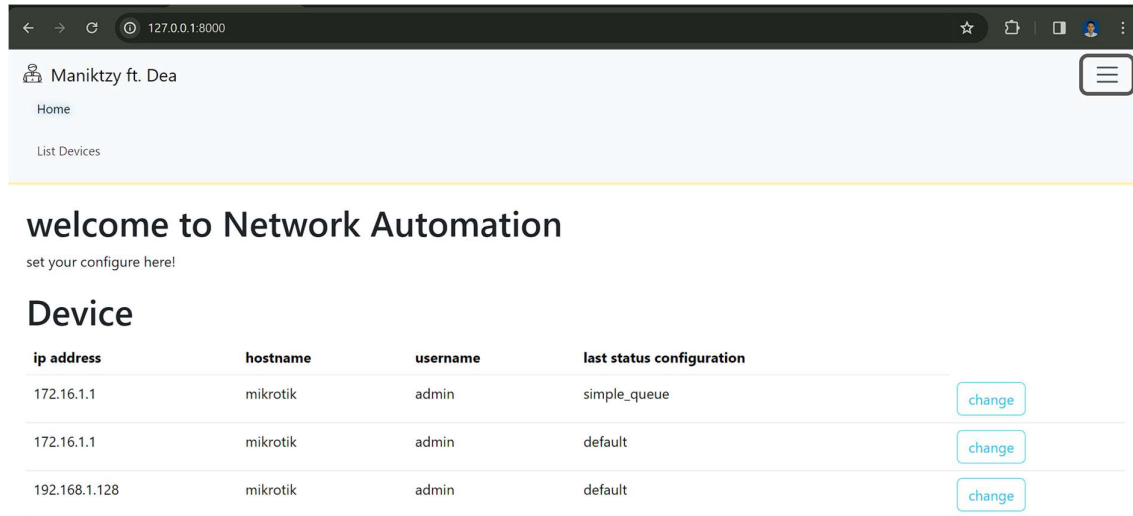 127.0.0.1:8000
Maniktzy ft. Dea
Home
List Devices
welcome to Network Automation
set your configure here!
Device
ip address hostname username last status configuration
172.16.1.1 mikrotik admin simple_queue change
172.16.1.1 mikrotik admin default change
192.168.1.128 mikrotik admin default change